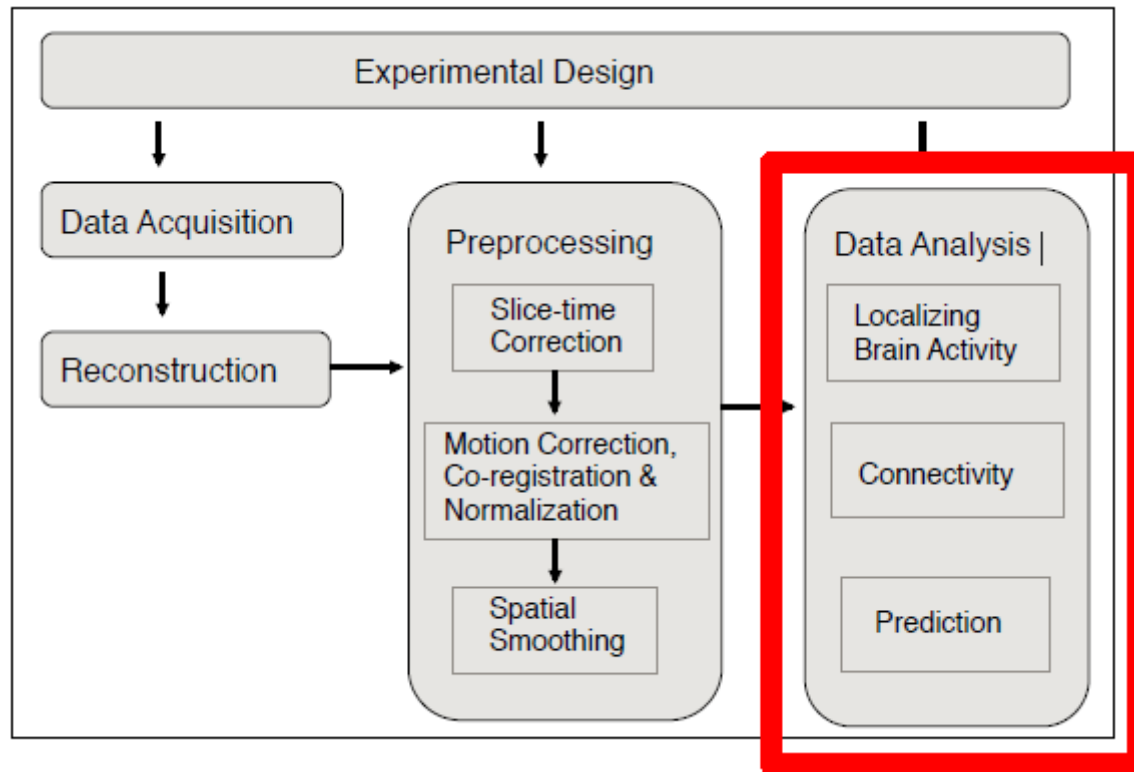 Experimental Design
Data Acquisition
Reconstruction
Preprocessing
Slice-time
Correction
Motion Correction,
Co-registration &
Normalization
Spatial
Smoothing
Data Analysis |
Localizing
Brain Activity
Connectivity
Prediction